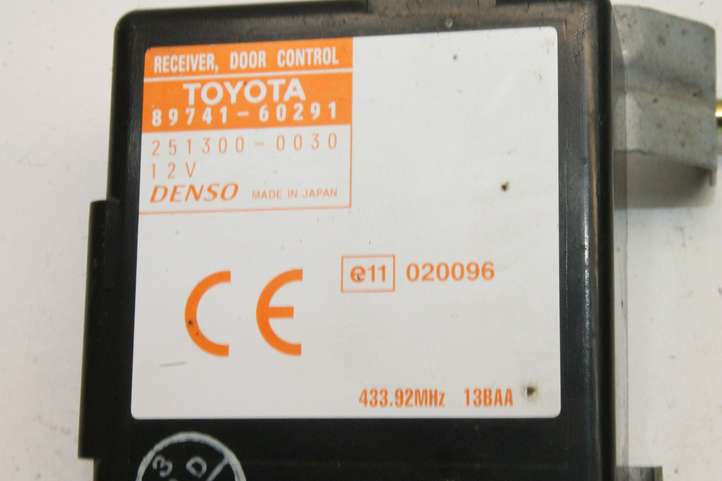 RECEIVER, DOOR CONTROL
TOYOTA
89741-60291
251300-0030
12V
DENSO MADE IN JAPAN
e11 020096
CE
433.92MHz 13BAA
3
D